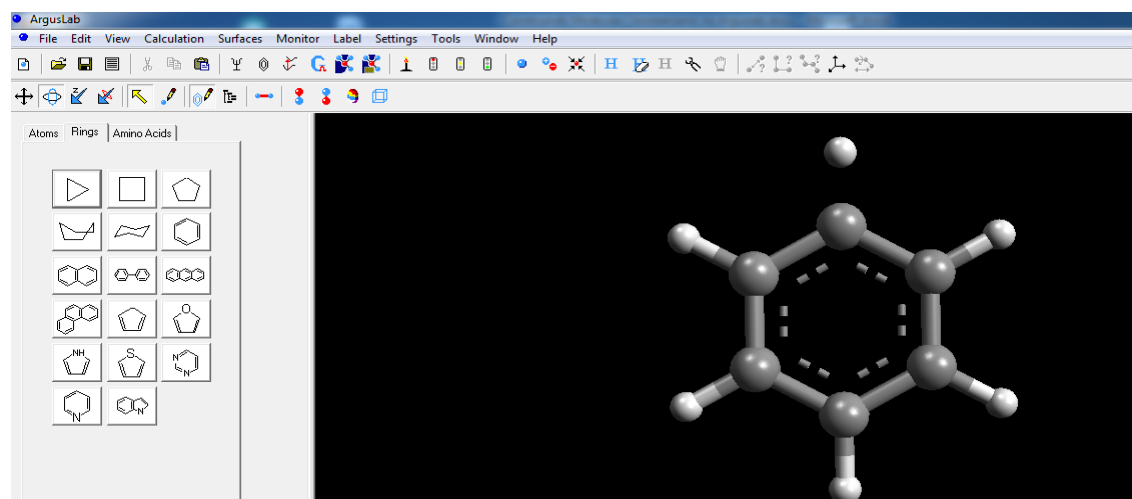 ArgusLab
File Edit View Calculation Surfaces Monitor Label Settings Tools Window Help
Ψ G H H H
Atoms Rings Amino Acids
O
NH S N N
N N